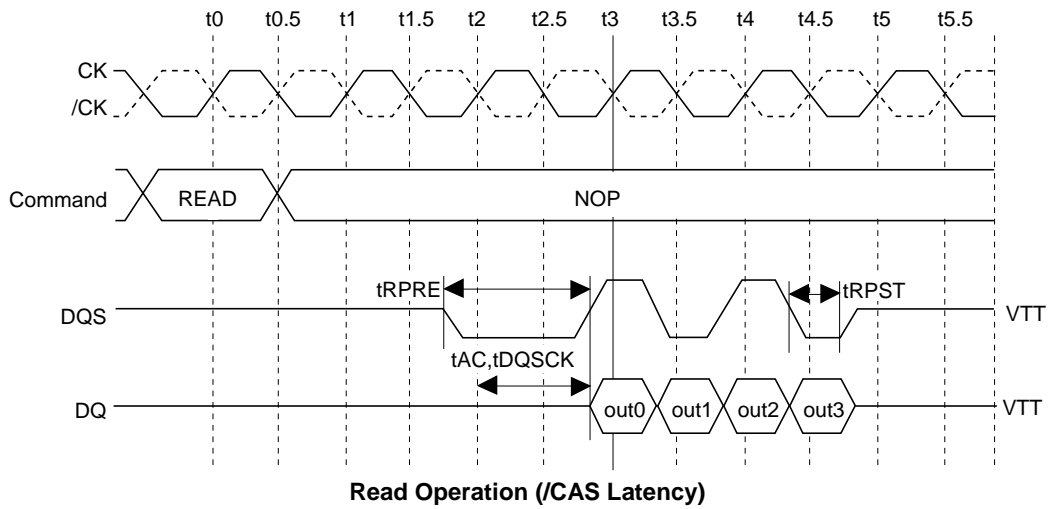 t0 t0.5 t1 t1.5 t2 t2.5 t3 t3.5 t4 t4.5 t5 t5.5
CK
/CK
Command READ NOP
tRPRE tRPST
DQS VTT
tAC,tDQSCK
DQ out0 out1 out2 out3 VTT
Read Operation (/CAS Latency)